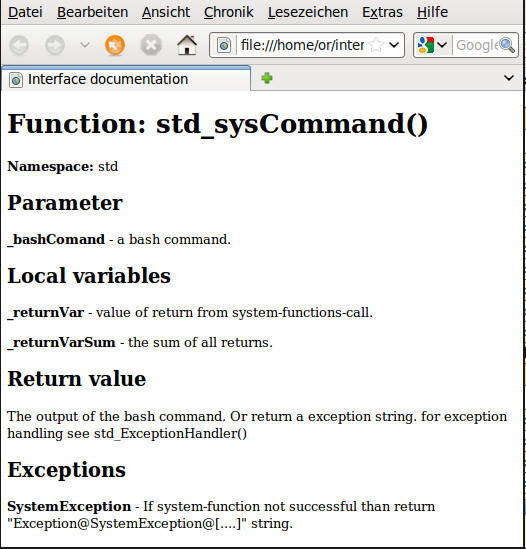 Datei Bearbeiten Ansicht Chronik Lesezeichen Extras Hilfe
file:///home/or/inter Google
Interface documentation
Function: std_sysCommand()
Namespace: std
Parameter
_bashComand - a bash command.
Local variables
_returnVar - value of return from system-functions-call.
_returnVarSum - the sum of all returns.
Return value
The output of the bash command. Or return a exception string. for exception
handling see std_ExceptionHandler()
Exceptions
SystemException - If system-function not successful than return
"Exception@SystemException@[....]" string.